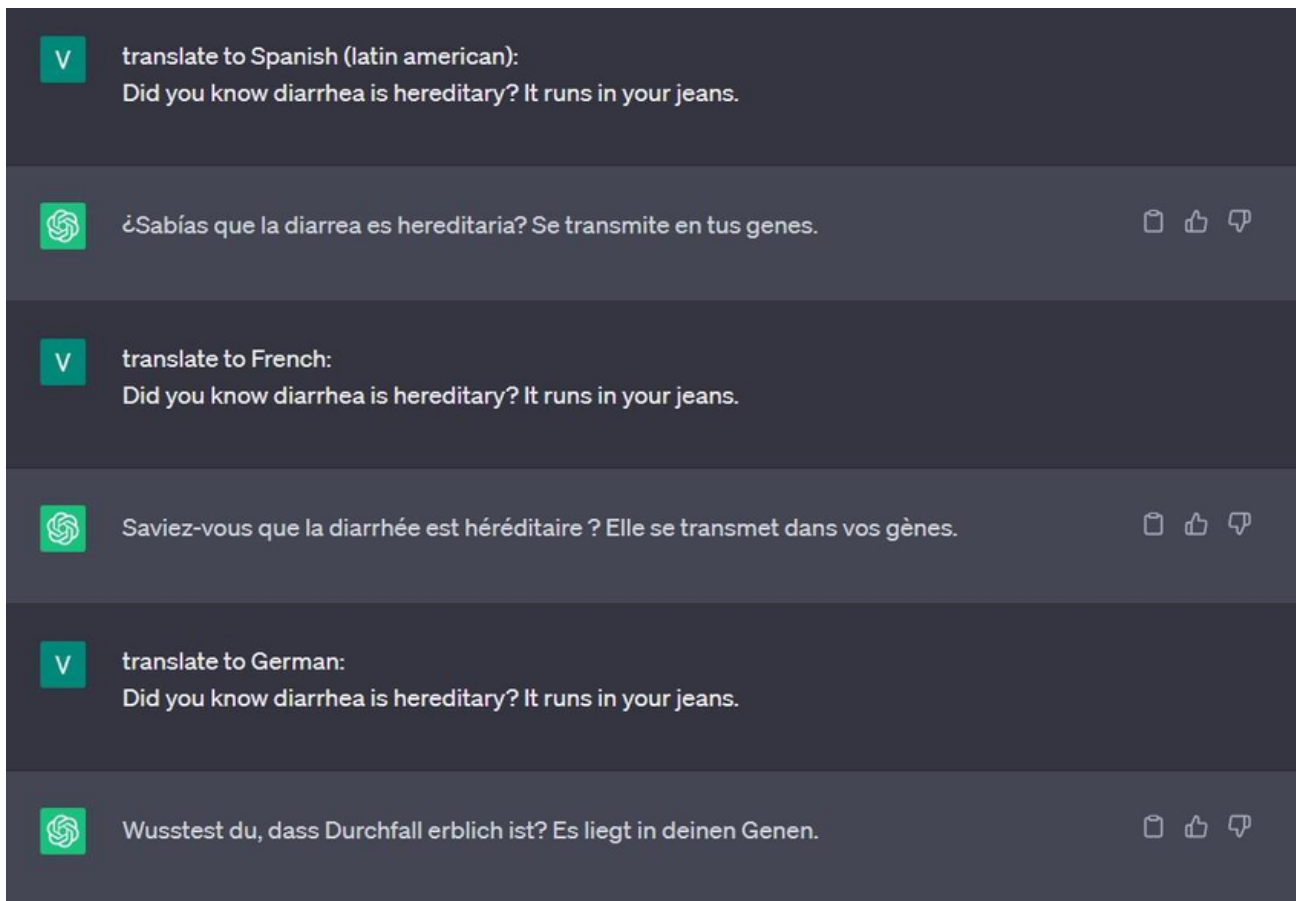 V
translate to Spanish (latin american):
Did you know diarrhea is hereditary? It runs in your jeans.
¿Sabías que la diarrea es hereditaria? Se transmite en tus genes.
V
translate to French:
Did you know diarrhea is hereditary? It runs in your jeans.
Saviez-vous que la diarrhée est héréditaire ? Elle se transmet dans vos gènes.
V
translate to German:
Did you know diarrhea is hereditary? It runs in your jeans.
Wusstest du, dass Durchfall erblich ist? Es liegt in deinen Genen.